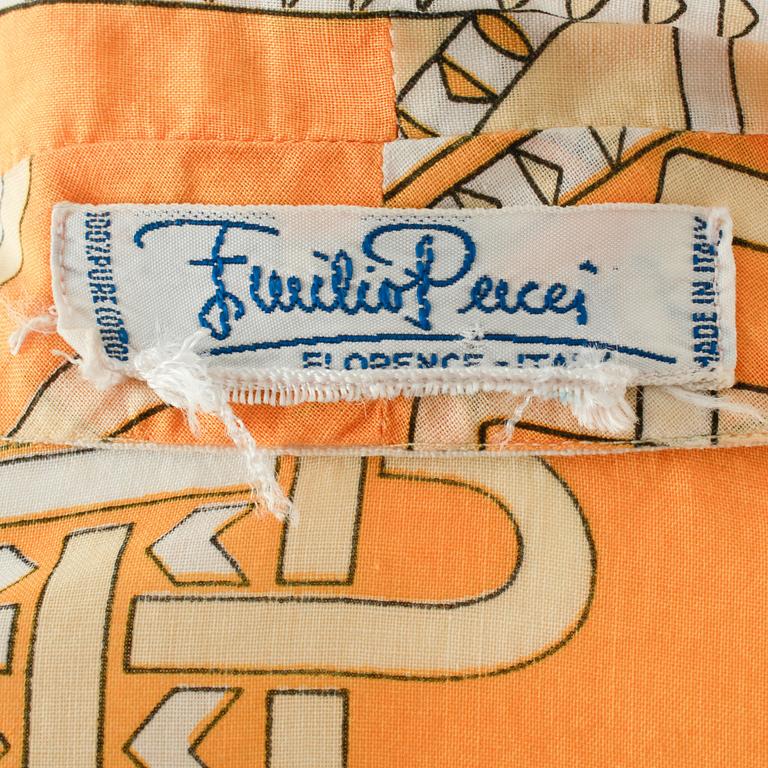 100% PURE COTTON
Emilio Pucci
FLORENCE - ITALY
MADE IN ITALY